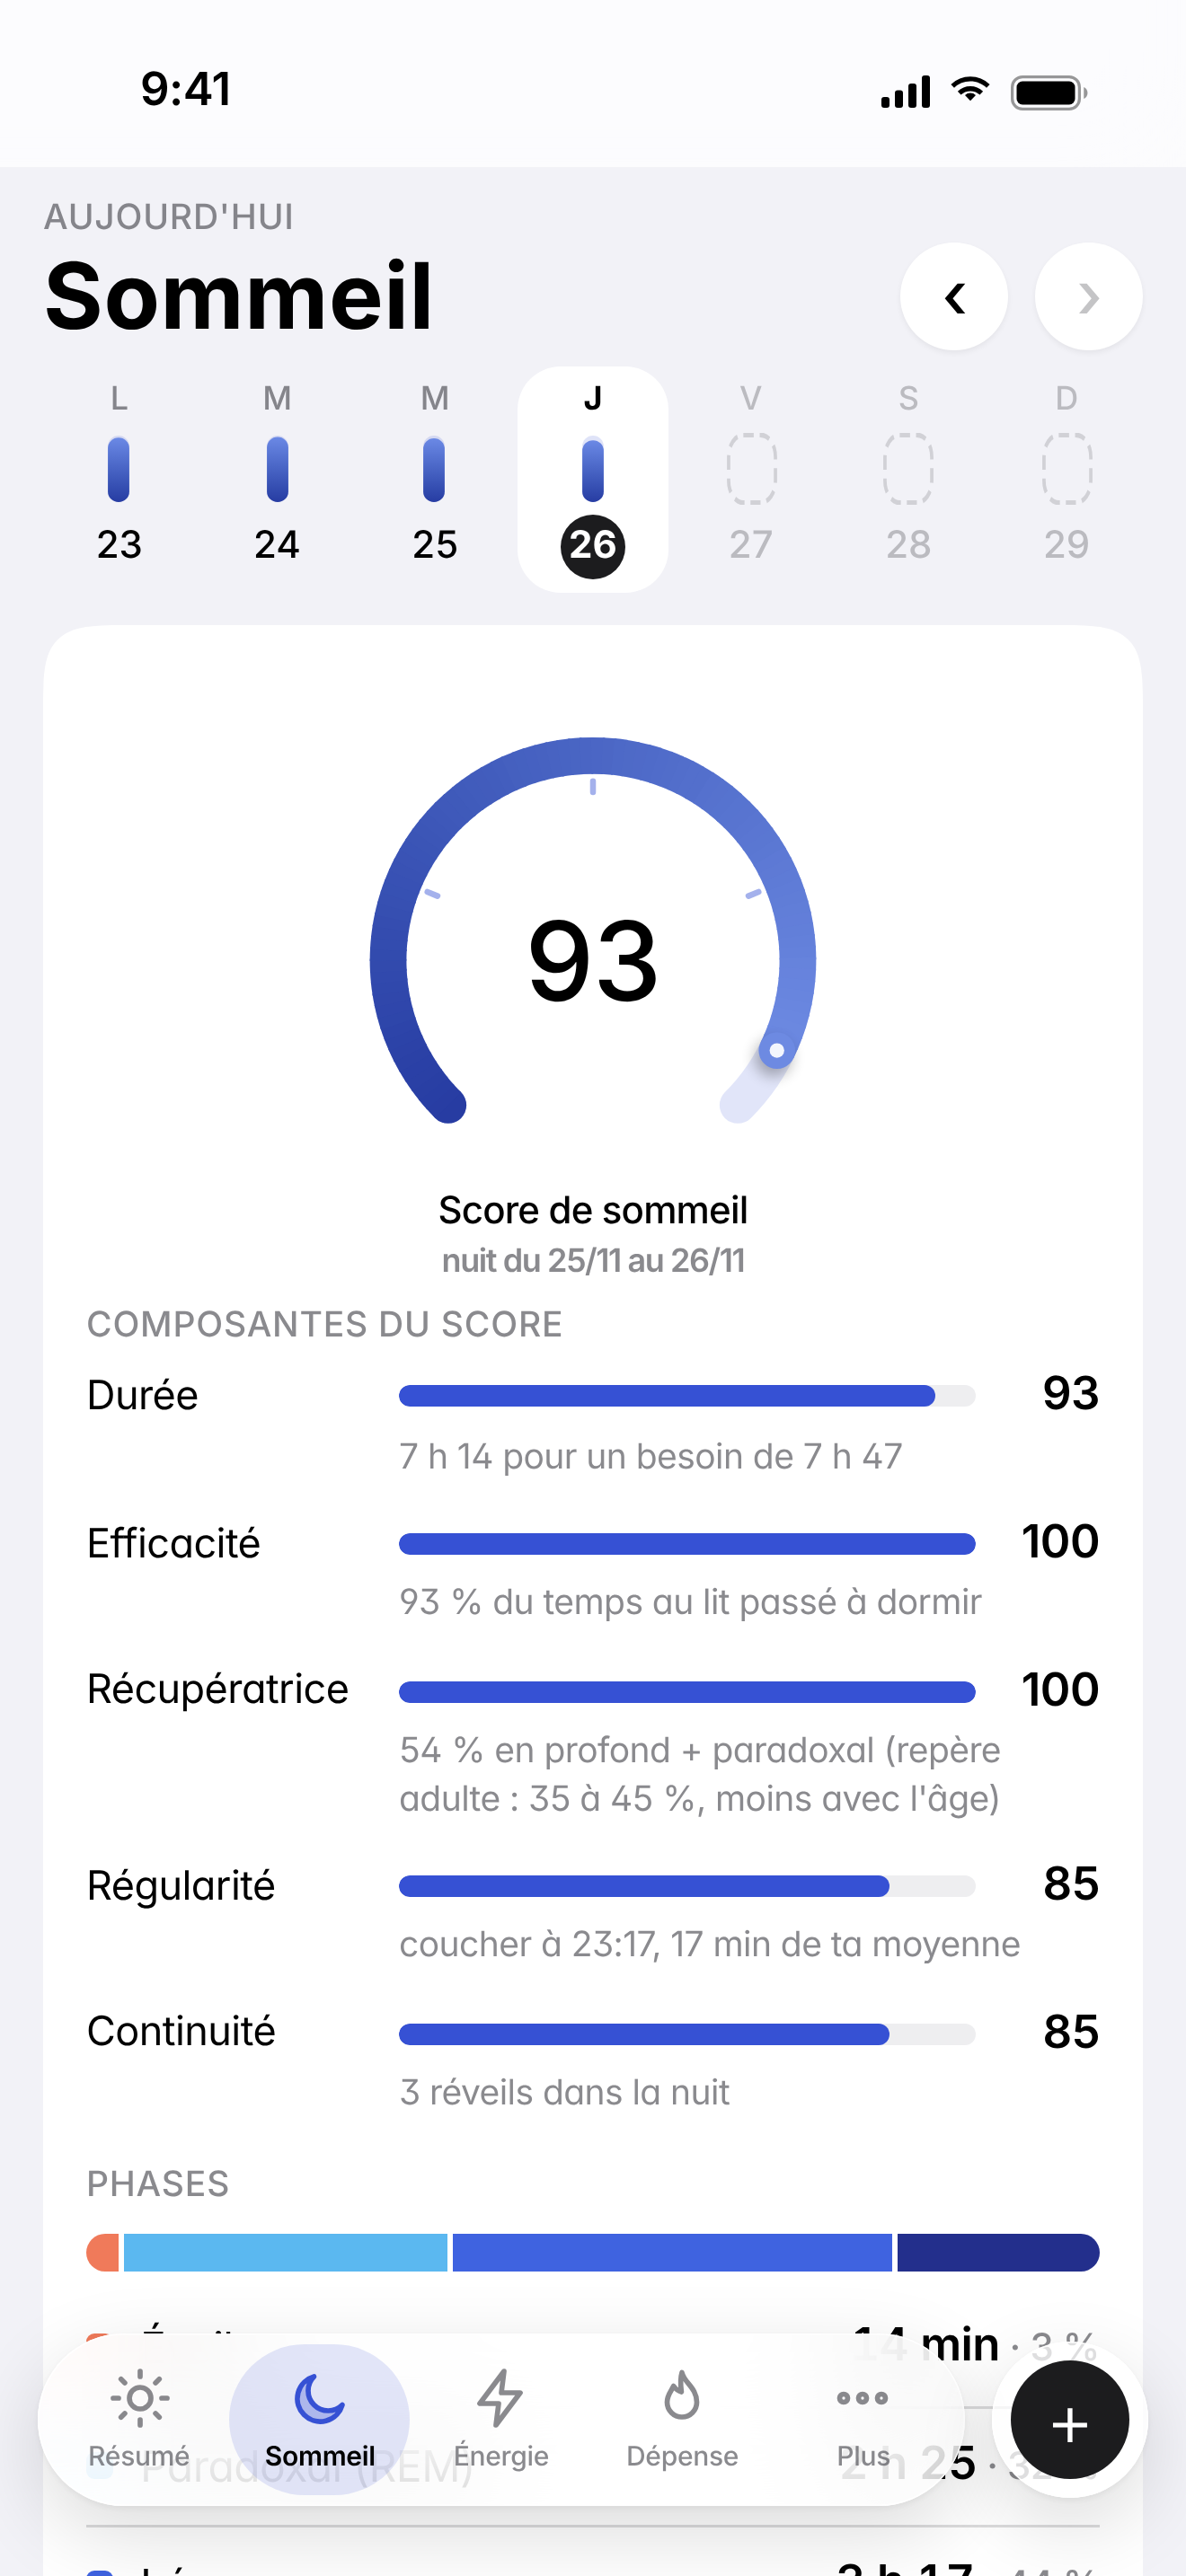 9:41
AUJOURD'HUI
Sommeil
L M M J V S D
23 24 25 26 27 28 29
93
Score de sommeil
nuit du 25/11 au 26/11
COMPOSANTES DU SCORE
Durée 93
7 h 14 pour un besoin de 7 h 47
Efficacité 100
93 % du temps au lit passé à dormir
Récupératrice 100
54 % en profond + paradoxal (repère
adulte : 35 à 45 %, moins avec l'âge)
Régularité 85
coucher à 23:17, 17 min de ta moyenne
Continuité 85
3 réveils dans la nuit
PHASES
14 min · 3 %
Paradoxal (REM) 2 h 25 ·
Résumé Sommeil Énergie Dépense Plus